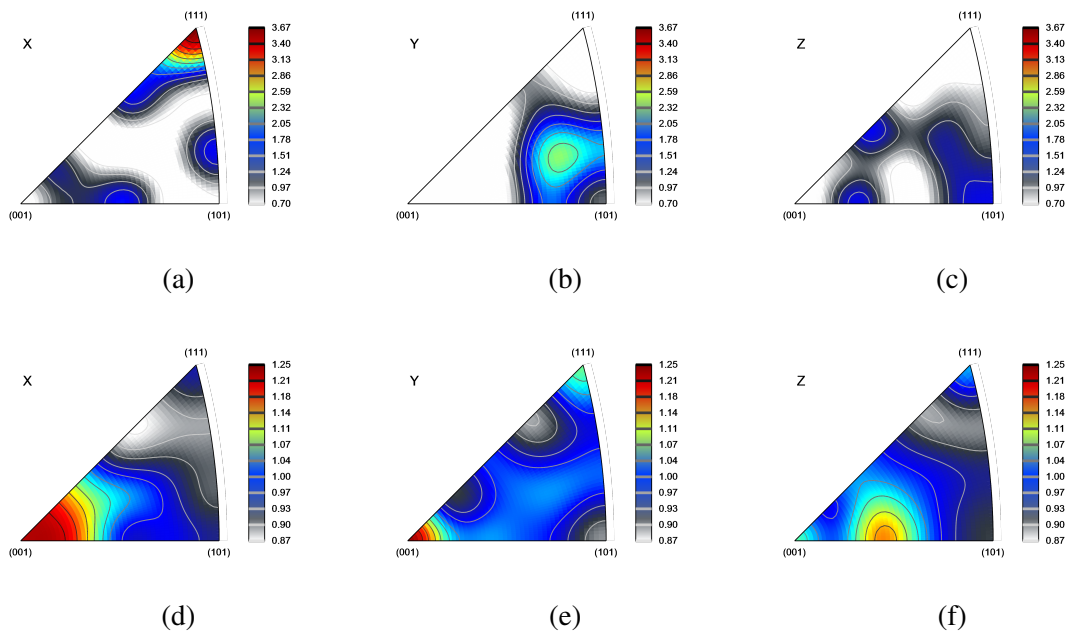 (111) (111) (111)
X 3.67 Y 3.67 Z 3.67
3.40 3.40 3.40
3.13 3.13 3.13
2.86 2.86 2.86
2.59 2.59 2.59
2.32 2.32 2.32
2.05 2.05 2.05
1.78 1.78 1.78
1.51 1.51 1.51
1.24 1.24 1.24
0.97 0.97 0.97
0.70 0.70 0.70
(001) (101) (001) (101) (001) (101)
(a) (b) (c)
(111) (111) (111)
X 1.25 Y 1.25 Z 1.25
1.21 1.21 1.21
1.18 1.18 1.18
1.14 1.14 1.14
1.11 1.11 1.11
1.07 1.07 1.07
1.04 1.04 1.04
1.00 1.00 1.00
0.97 0.97 0.97
0.93 0.93 0.93
0.90 0.90 0.90
0.87 0.87 0.87
(001) (101) (001) (101) (001) (101)
(d) (e) (f)